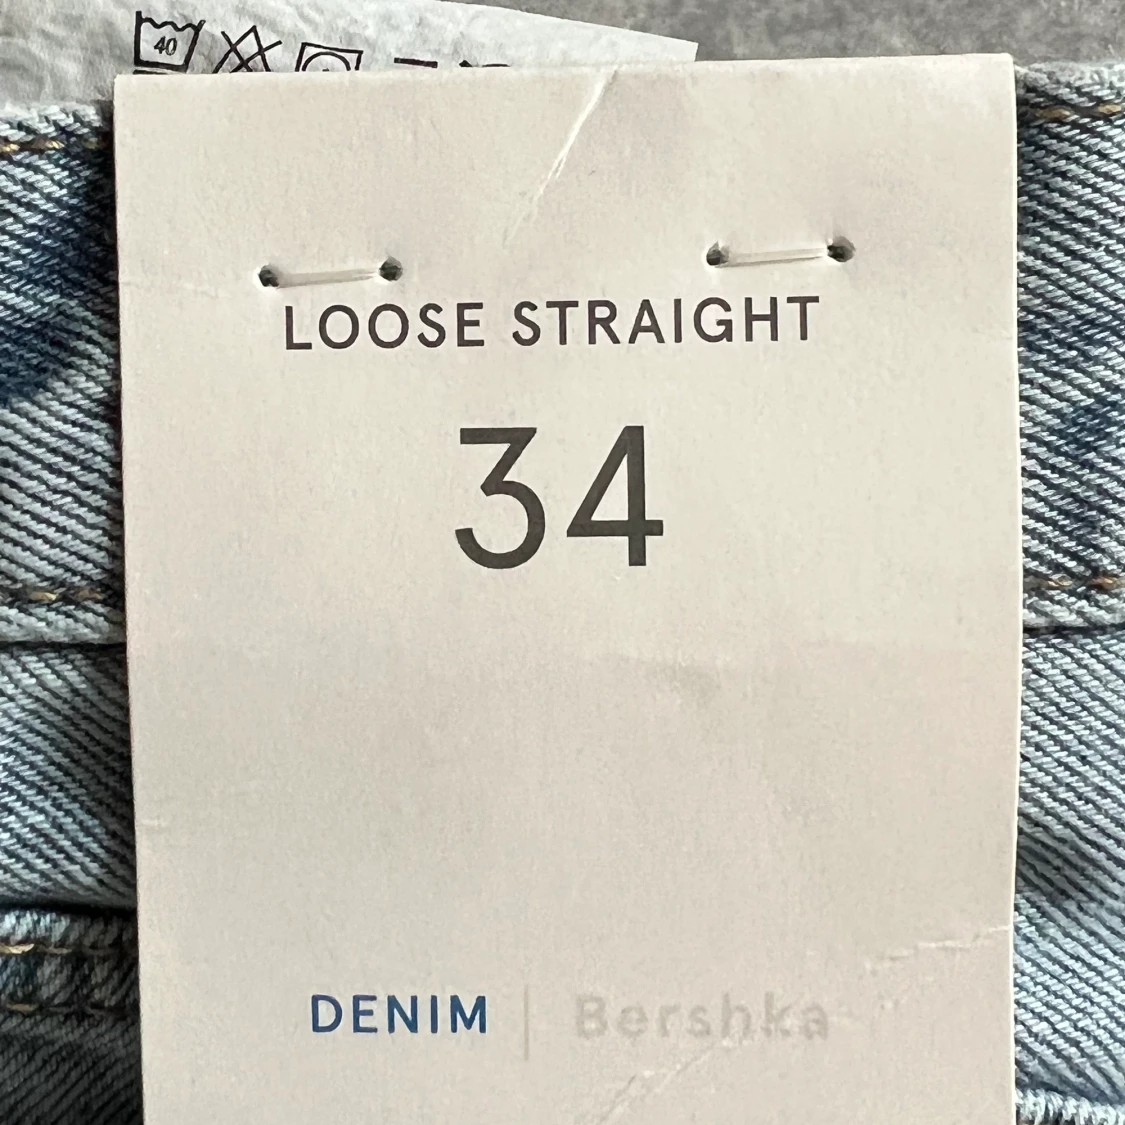 40
LOOSE STRAIGHT
34
DENIM | Bershka